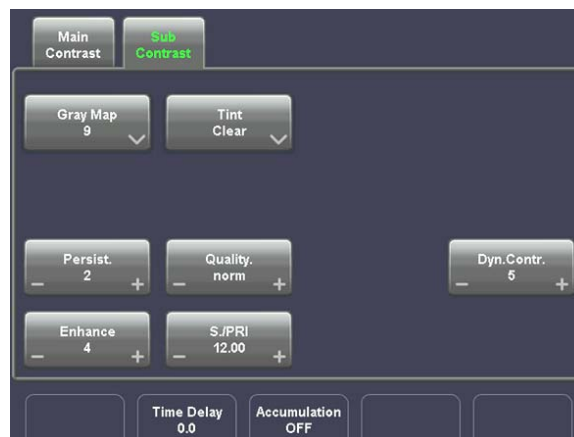 Main
Contrast
Sub
Contrast
Gray Map
9
Tint
Clear
Persist.
2
- +
Quality.
norm
- +
Dyn.Contr.
5
- +
Enhance
4
- +
S./PRI
12.00
- +
Time Delay
0.0
Accumulation
OFF